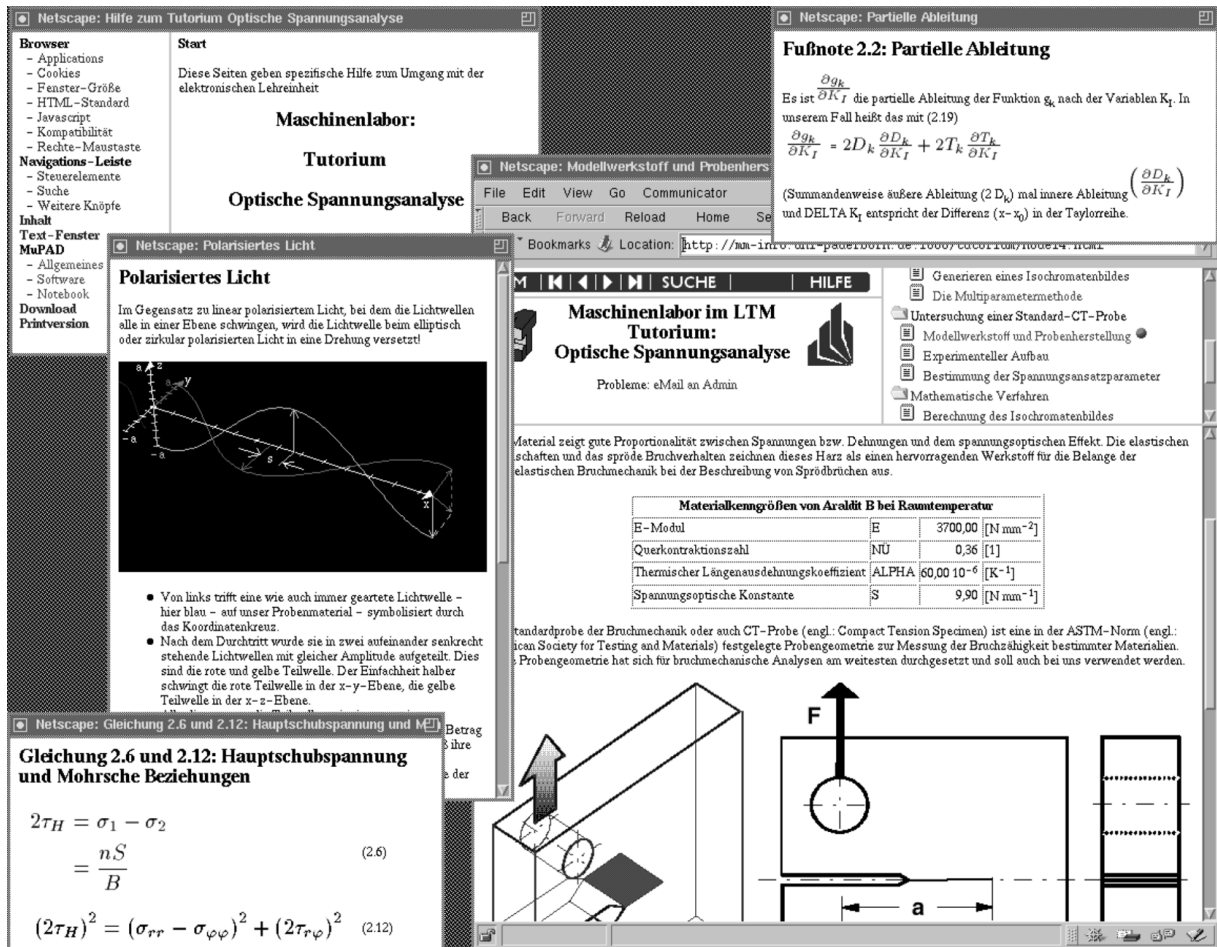 Netscape: Hilfe zum Tutorium Optische Spannungsanalyse
Browser
- Applications
- Cookies
- Fenster-Größe
- HTML-Standard
- Javascript
- Kompatibilität
- Rechte-Maustaste
Navigations-Leiste
- Steuerelemente
- Suche
- Weitere Knöpfe
Inhalt
Text-Fenster
MuPAD
- Allgemeines
- Software
- Notebook
Download
Printversion
Start
Diese Seiten geben spezifische Hilfe zum Umgang mit der
elektronischen Lehreinheit
Maschinenlabor:
Tutorium
Optische Spannungsanalyse
Netscape: Partielle Ableitung
Fußnote 2.2: Partielle Ableitung
Es ist ∂g_k/∂K_I die partielle Ableitung der Funktion g_k nach der Variablen K_I. In
unserem Fall heißt das mit (2.19)
∂g_k/∂K_I = 2D_k ∂D_k/∂K_I + 2T_k ∂T_k/∂K_I
(Summandenweise äußere Ableitung (2 D_k) mal innere Ableitung (∂D_k/∂K_I)
und DELTA K_I entspricht der Differenz (x-x_0) in der Taylorreihe.
Netscape: Modellwerkstoff und Probenhers
File Edit View Go Communicator
Back Forward Reload Home Se
Bookmarks Location:
M SUCHE HILFE
Maschinenlabor im LTM
Tutorium:
Optische Spannungsanalyse
Probleme: eMail an Admin
Generieren eines Isochromatenbildes
Die Multiparametermethode
Untersuchung einer Standard-CT-Probe
Modellwerkstoff und Probenherstellung
Experimenteller Aufbau
Bestimmung der Spannungsansatzparameter
Mathematische Verfahren
Berechnung des Isochromatenbildes
Material zeigt gute Proportionalität zwischen Spannungen bzw. Dehnungen und dem spannungsoptischen Effekt. Die elastischen
schaften und das spröde Bruchverhalten zeichnen dieses Harz als einen hervorragenden Werkstoff für die Belange der
elastischen Bruchmechanik bei der Beschreibung von Sprödbrüchen aus.
Materialkenngrößen von Araldit B bei Raumtemperatur
E-Modul E 3700,00 [N mm⁻²]
Querkontraktionszahl NÜ 0,36 [1]
Thermischer Längenausdehnungskoeffizient ALPHA 60,00 10⁻⁶ [K⁻¹]
Spannungsoptische Konstante S 9,90 [N mm⁻¹]
tandardprobe der Bruchmechanik oder auch CT-Probe (engl.: Compact Tension Specimen) ist eine in der ASTM-Norm (engl.:
ican Society for Testing and Materials) festgelegte Probengeometrie zur Messung der Bruchzähigkeit bestimmter Materialien.
Probengeometrie hat sich für bruchmechanische Analysen am weitesten durchgesetzt und soll auch bei uns verwendet werden.
F
a
Netscape: Polarisiertes Licht
Polarisiertes Licht
Im Gegensatz zu linear polarisiertem Licht, bei dem die Lichtwellen
alle in einer Ebene schwingen, wird die Lichtwelle beim elliptisch
oder zirkular polarisierten Licht in eine Drehung versetzt!
a z
a y
-a
-a
s
x
● Von links trifft eine wie auch immer geartete Lichtwelle -
hier blau - auf unser Probenmaterial - symbolisiert durch
das Koordinatenkreuz.
● Nach dem Durchtritt wurde sie in zwei aufeinander senkrecht
stehende Lichtwellen mit gleicher Amplitude aufgeteilt. Dies
sind die rote und gelbe Teilwelle. Der Einfachheit halber
schwingt die rote Teilwelle in der x-y-Ebene, die gelbe
Teilwelle in der x-z-Ebene.
Betrag
ß ihre
e der
Netscape: Gleichung 2.6 und 2.12: Hauptschubspannung und M
Gleichung 2.6 und 2.12: Hauptschubspannung
und Mohrsche Beziehungen
2τ_H = σ_1 − σ_2
= nS/B (2.6)
(2τ_H)² = (σ_rr − σ_φφ)² + (2τ_rφ)² (2.12)